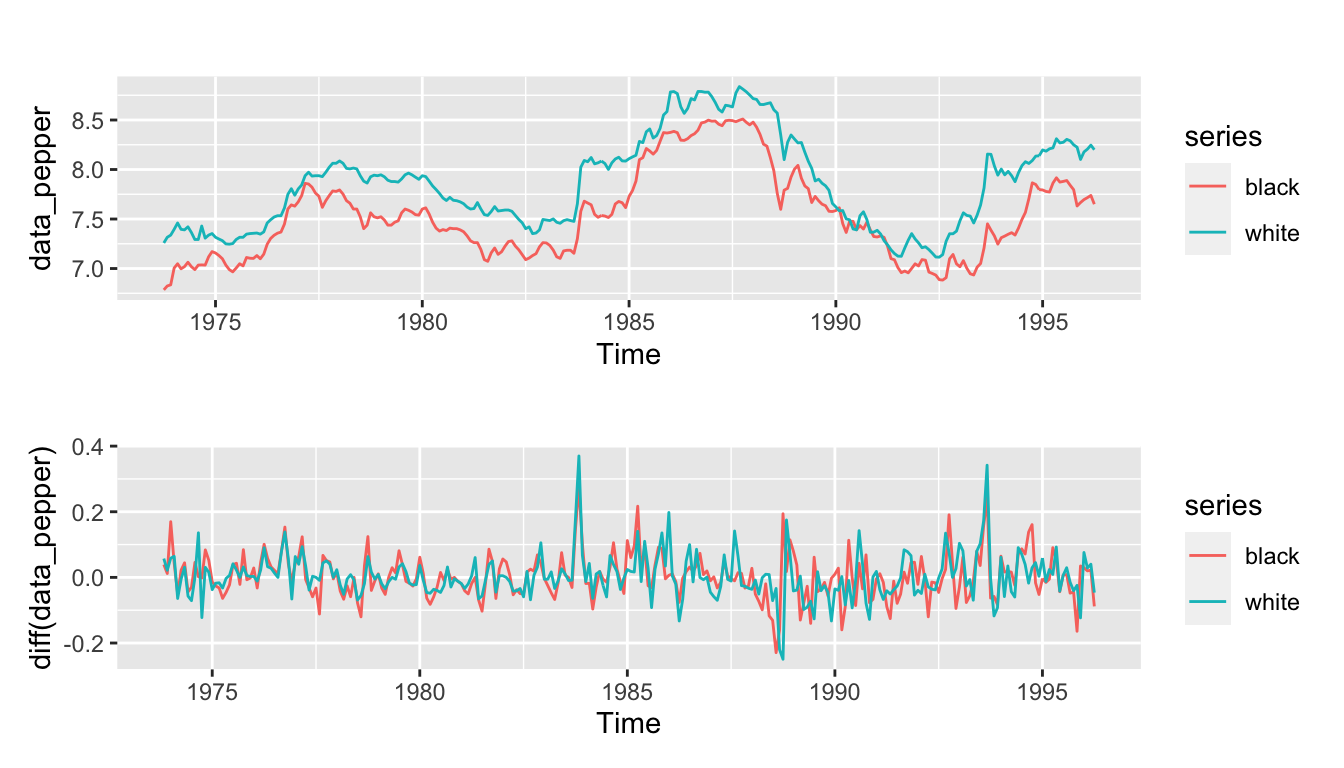 data_pepper
8.5
8.0
7.5
7.0
1975 1980 1985 1990 1995
Time
series
black
white
diff(data_pepper)
0.4
0.2
0.0
-0.2
1975 1980 1985 1990 1995
Time
series
black
white